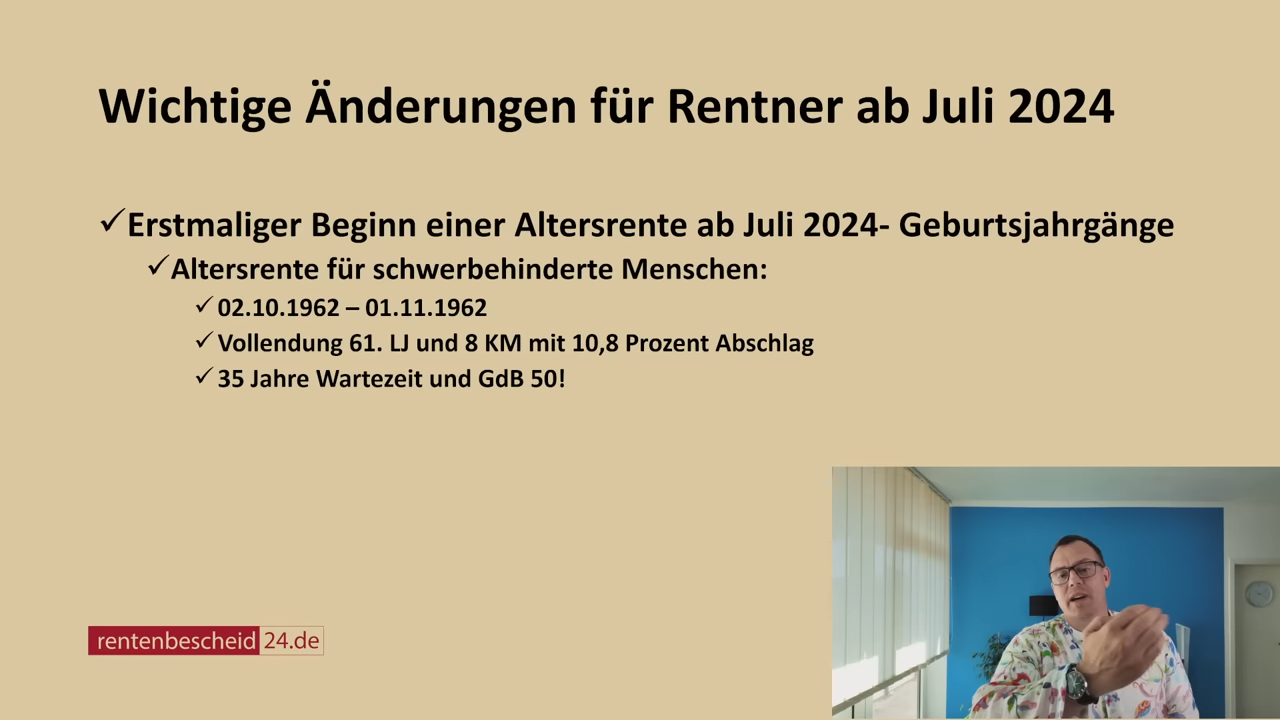 Wichtige Änderungen für Rentner ab Juli 2024
✓Erstmaliger Beginn einer Altersrente ab Juli 2024- Geburtsjahrgänge
✓Altersrente für schwerbehinderte Menschen:
✓02.10.1962 – 01.11.1962
✓Vollendung 61. LJ und 8 KM mit 10,8 Prozent Abschlag
✓35 Jahre Wartezeit und GdB 50!
rentenbescheid 24.de